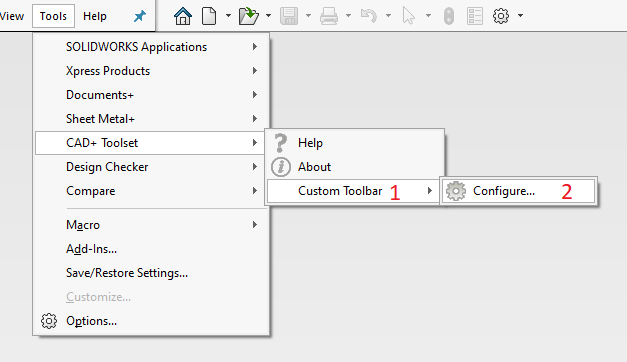 View Tools Help
SOLIDWORKS Applications
Xpress Products
Documents+
Sheet Metal+
CAD+ Toolset
Design Checker
Compare
Macro
Add-Ins...
Save/Restore Settings...
Customize...
Options...
? Help
i About
Custom Toolbar 1
Configure... 2